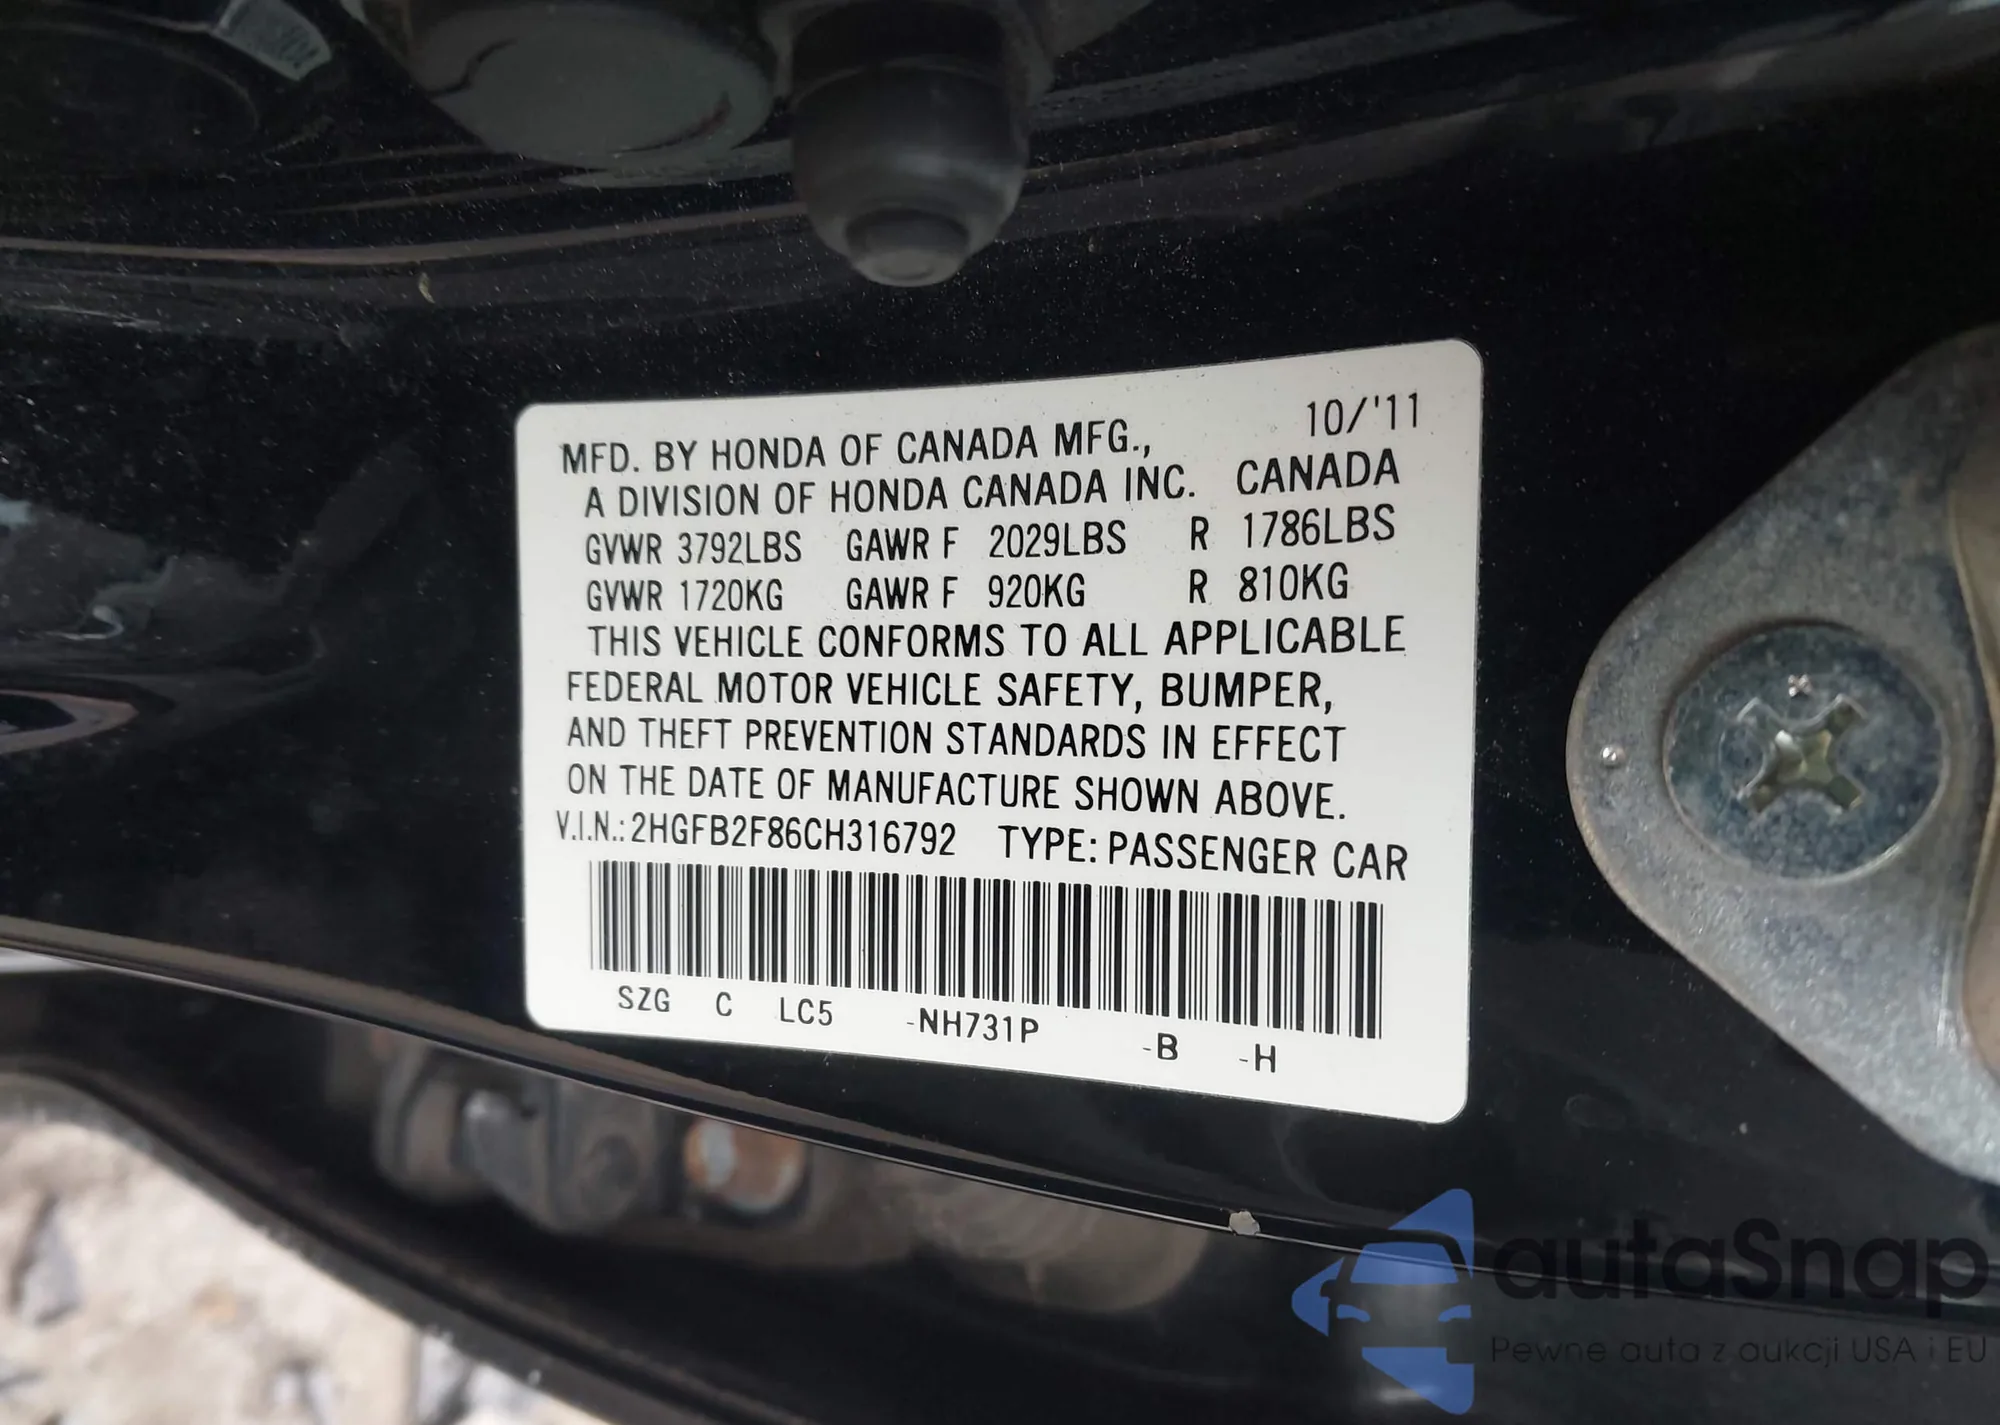 MFD. BY HONDA OF CANADA MFG., 10/'11
A DIVISION OF HONDA CANADA INC. CANADA
GVWR 3792LBS GAWR F 2029LBS R 1786LBS
GVWR 1720KG GAWR F 920KG R 810KG
THIS VEHICLE CONFORMS TO ALL APPLICABLE
FEDERAL MOTOR VEHICLE SAFETY, BUMPER,
AND THEFT PREVENTION STANDARDS IN EFFECT
ON THE DATE OF MANUFACTURE SHOWN ABOVE.
V.I.N.: 2HGFB2F86CH316792 TYPE: PASSENGER CAR
SZG C LC5 -NH731P -B -H
autaSnap
Pewne auta z aukcji USA i EU